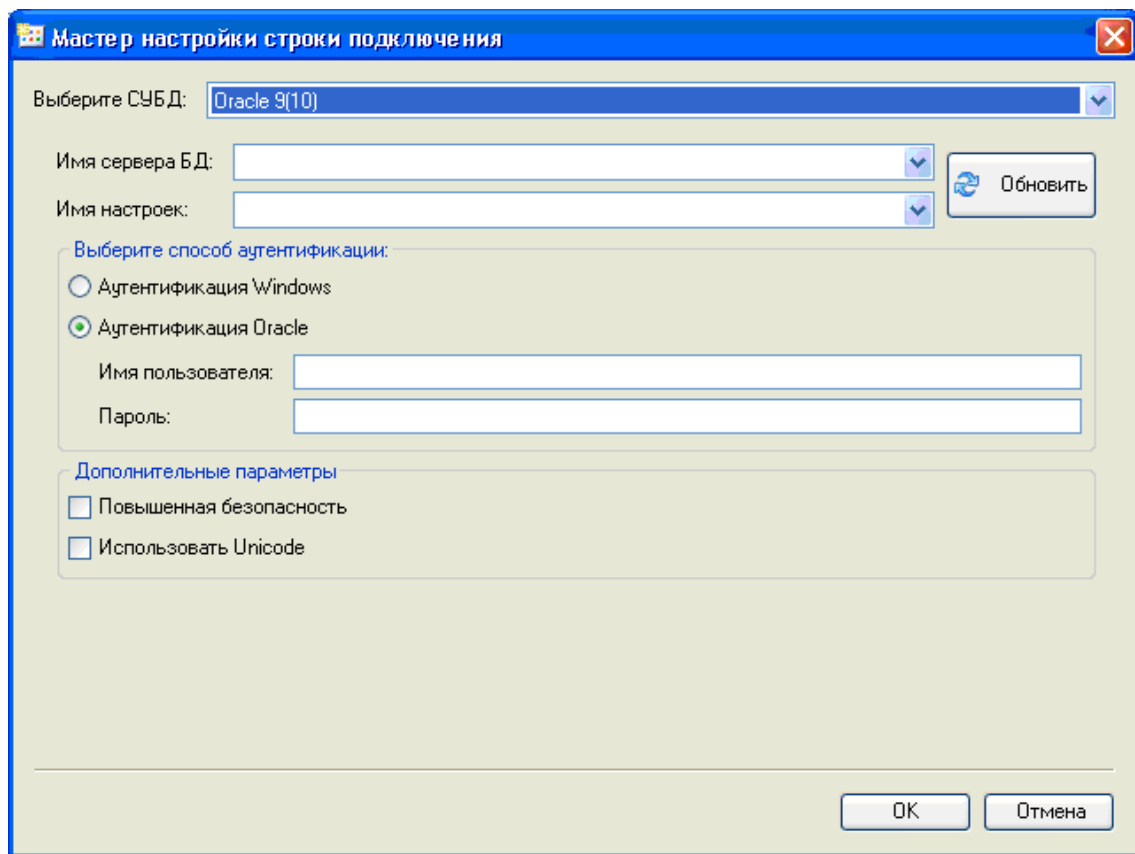 Мастер настройки строки подключения
Выберите СУБД: Oracle 9(10)
Имя сервера БД:
Обновить
Имя настроек:
Выберите способ аутентификации:
Аутентификация Windows
Аутентификация Oracle
Имя пользователя:
Пароль:
Дополнительные параметры
Повышенная безопасность
Использовать Unicode
OK Отмена